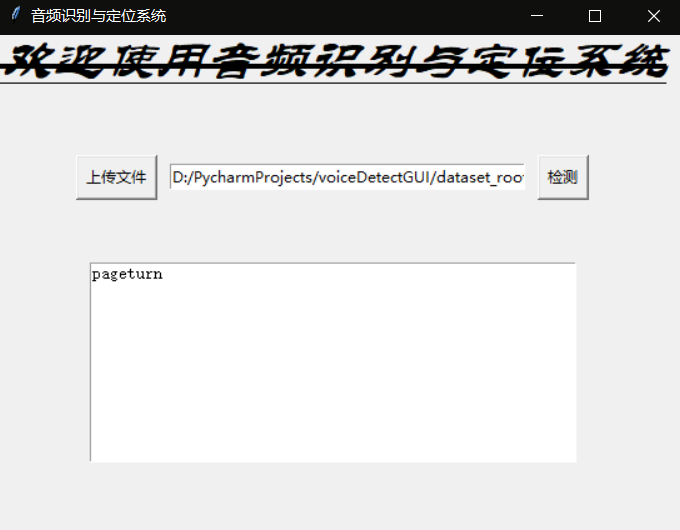 音频识别与定位系统
欢迎使用音频识别与定位系统
上传文件 D:/PycharmProjects/voiceDetectGUI/dataset_roo 检测
pageturn